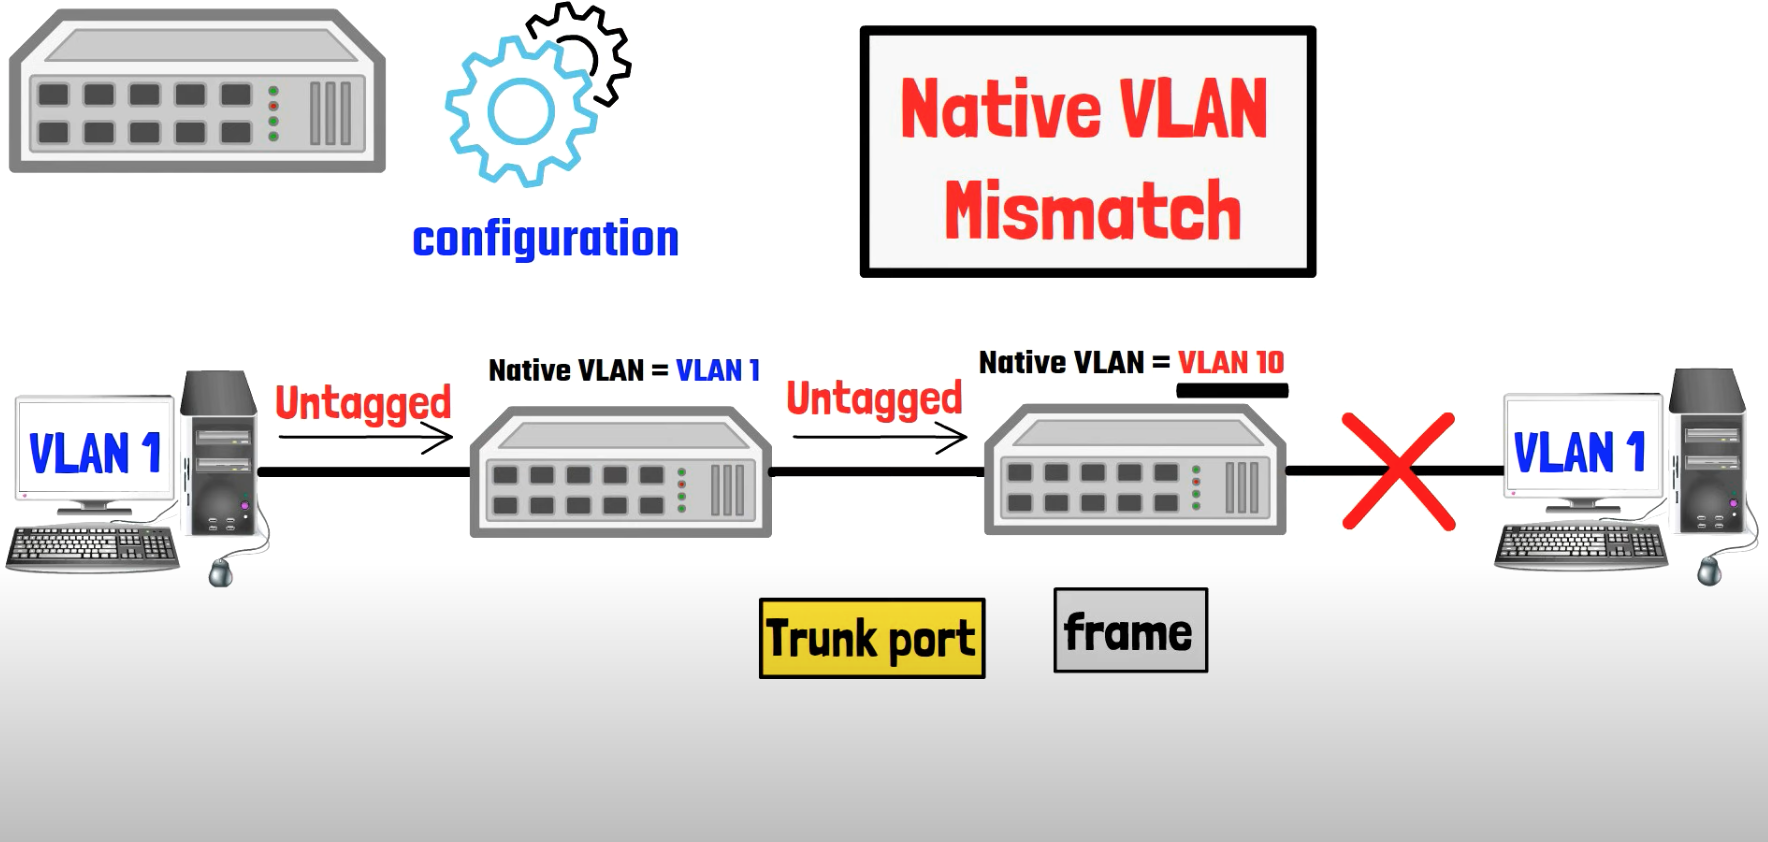 Native VLAN
Mismatch
configuration
Native VLAN = VLAN 1
Native VLAN = VLAN 10
Untagged
Untagged
VLAN 1
VLAN 1
Trunk port
frame